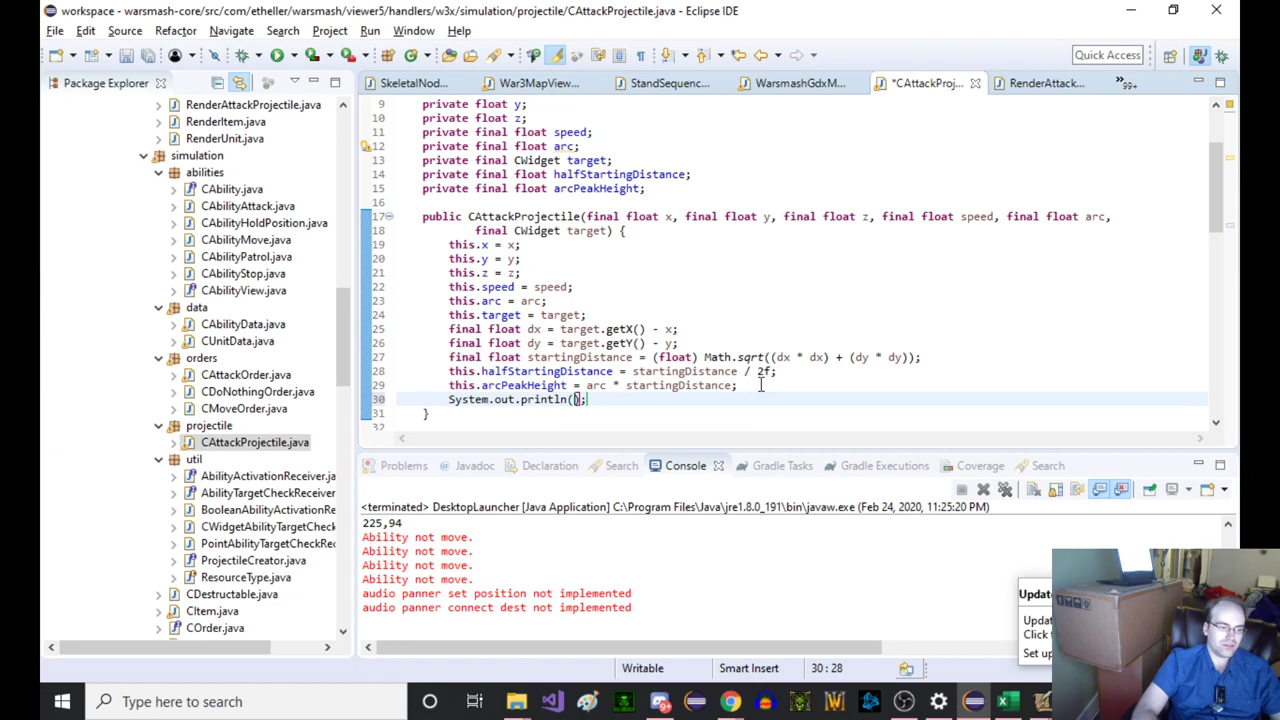 workspace - warsmash-core/src/com/etheller/warsmash/viewer5/handlers/w3x/simulation/projectile/CAttackProjectile.java - Eclipse IDE
File Edit Source Refactor Navigate Search Project Run Window Help
Quick Access
Package Explorer
SkeletalNod... War3MapView... StandSequenc... WarsmashGdxM... *CAttackProj... RenderAttack... »99+
RenderAttackProjectile.java
RenderItem.java
RenderUnit.java
simulation
abilities
CAbility.java
CAbilityAttack.java
CAbilityHoldPosition.java
CAbilityMove.java
CAbilityPatrol.java
CAbilityStop.java
CAbilityView.java
data
CAbilityData.java
CUnitData.java
orders
CAttackOrder.java
CDoNothingOrder.java
CMoveOrder.java
projectile
CAttackProjectile.java
util
AbilityActivationReceiver.ja
AbilityTargetCheckReceiver
BooleanAbilityActivationRec
CWidgetAbilityTargetCheck
PointAbilityTargetCheckRec
ProjectileCreator.java
ResourceType.java
CDestructable.java
CItem.java
COrder.java
9 private float y;
10 private float z;
11 private final float speed;
12 private final float arc;
13 private final CWidget target;
14 private final float halfStartingDistance;
15 private final float arcPeakHeight;
16
17 public CAttackProjectile(final float x, final float y, final float z, final float speed, final float arc,
18 final CWidget target) {
19 this.x = x;
20 this.y = y;
21 this.z = z;
22 this.speed = speed;
23 this.arc = arc;
24 this.target = target;
25 final float dx = target.getX() - x;
26 final float dy = target.getY() - y;
27 final float startingDistance = (float) Math.sqrt((dx * dx) + (dy * dy));
28 this.halfStartingDistance = startingDistance / 2f;
29 this.arcPeakHeight = arc * startingDistance;
30 System.out.println();
31 }
32
Problems Javadoc Declaration Search Console Gradle Tasks Gradle Executions Coverage Search
<terminated> DesktopLauncher [Java Application] C:\Program Files\Java\jre1.8.0_191\bin\javaw.exe (Feb 24, 2020, 11:25:20 PM)
225,94
Ability not move.
Ability not move.
Ability not move.
Ability not move.
audio panner set position not implemented
audio panner connect dest not implemented
Updat
Updat
Click t
Set up
Writable Smart Insert 30 : 28
Type here to search